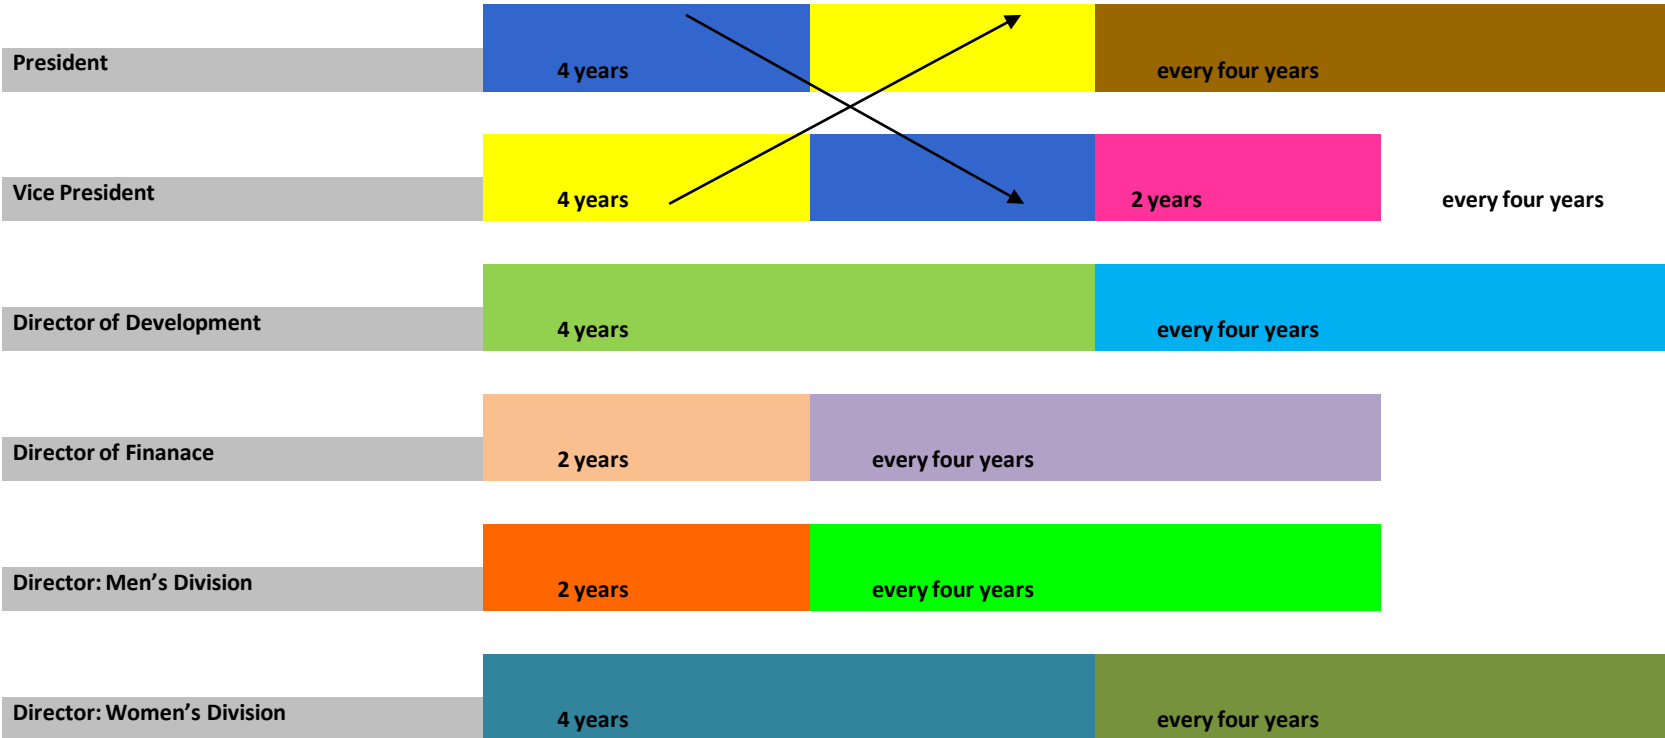 President 4 years every four years
Vice President 4 years 2 years every four years
Director of Development 4 years every four years
Director of Finanace 2 years every four years
Director: Men’s Division 2 years every four years
Director: Women’s Division 4 years every four years